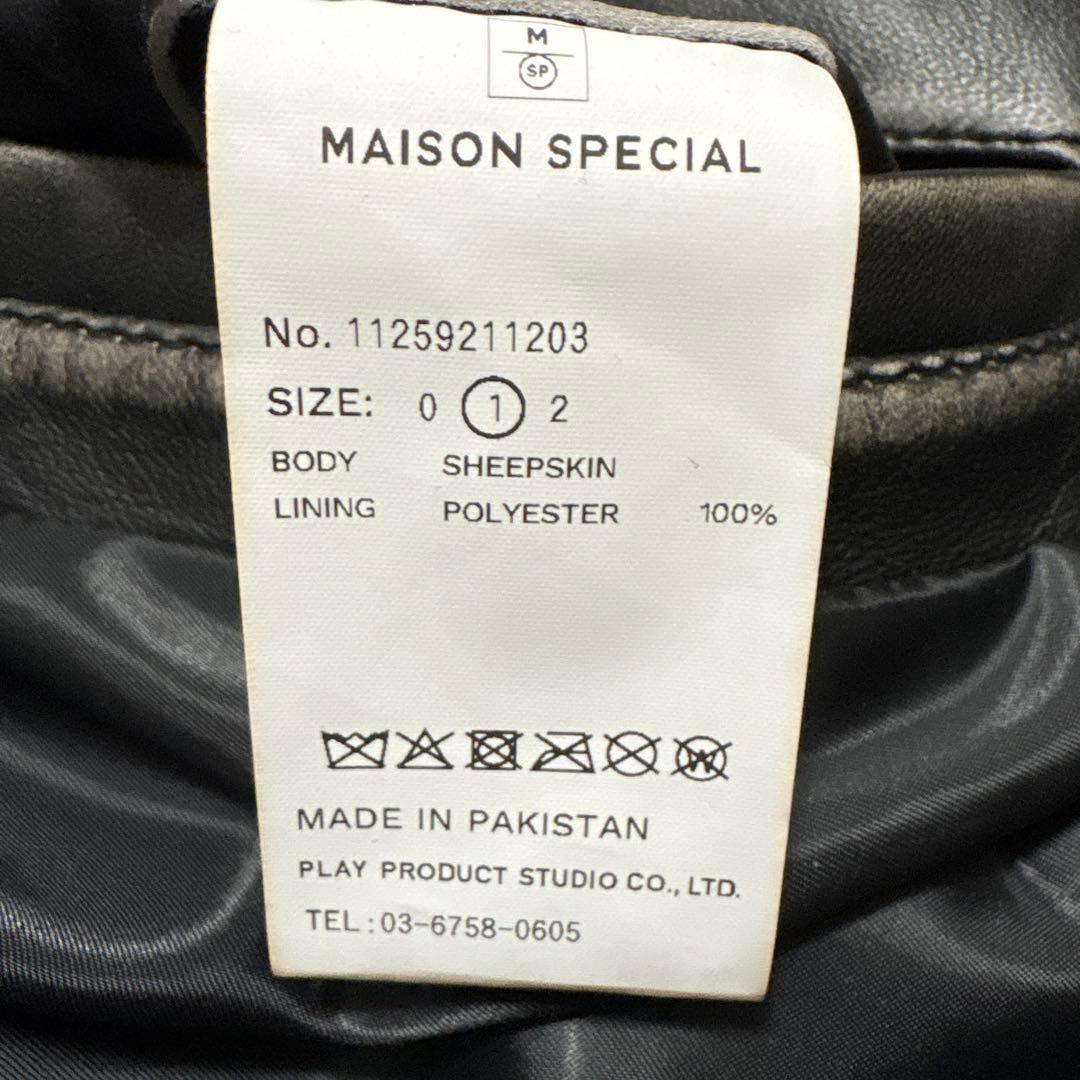 M
SP
MAISON SPECIAL
No. 11259211203
SIZE: 0 1 2
BODY SHEEPSKIN
LINING POLYESTER 100%
W
MADE IN PAKISTAN
PLAY PRODUCT STUDIO CO., LTD.
TEL:03-6758-0605